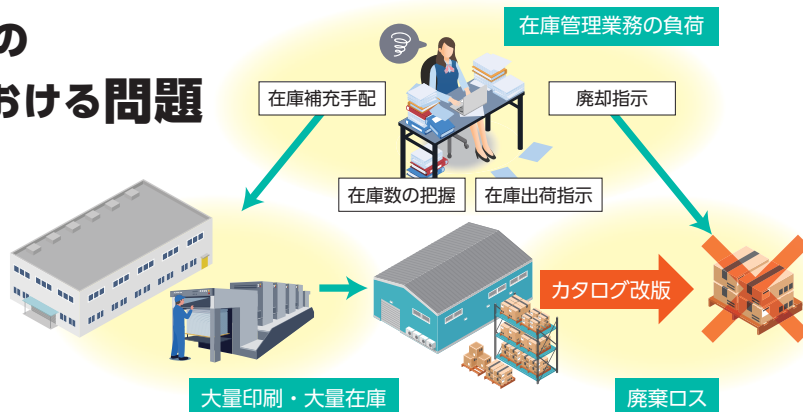 の
おける問題
在庫管理業務の負荷
在庫補充手配
廃却指示
在庫数の把握
在庫出荷指示
カタログ改版
大量印刷・大量在庫
廃棄ロス